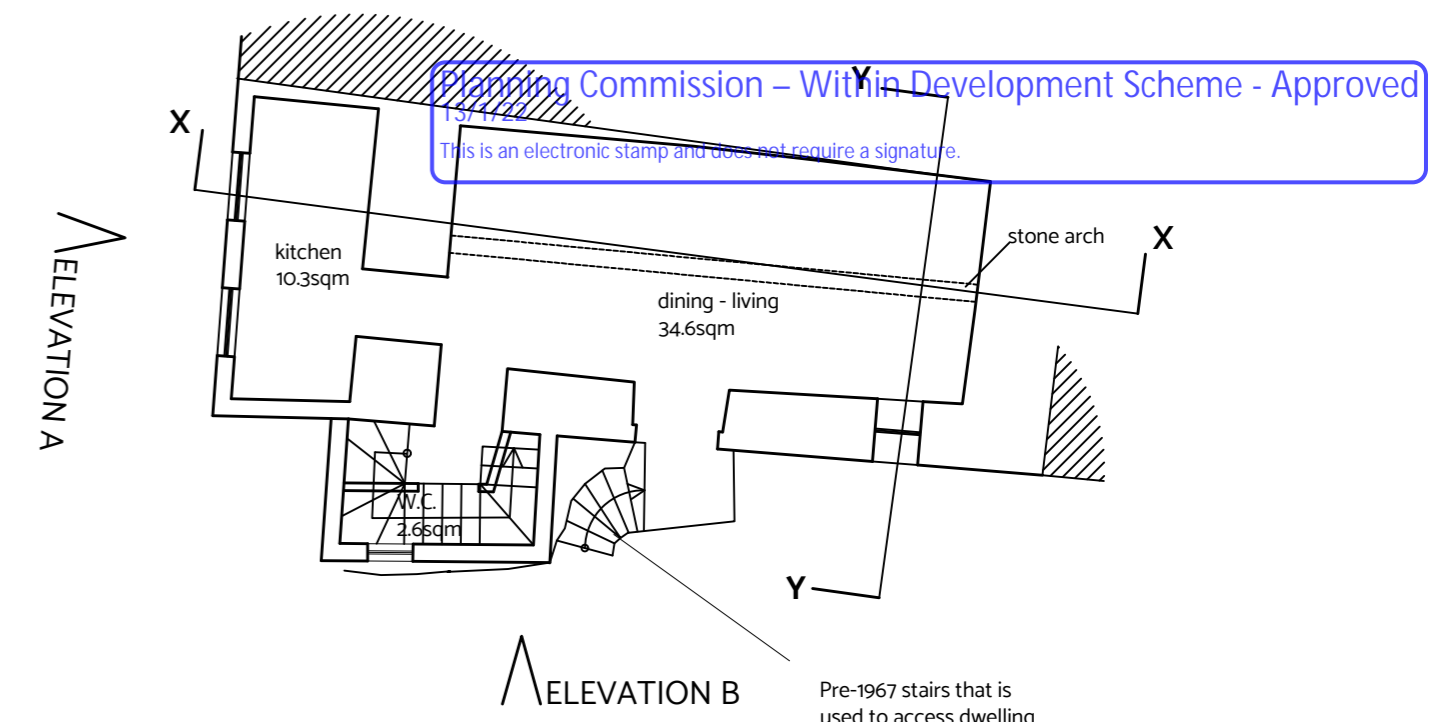 Planning Commission – Within Development Scheme - Approved
13/1/22
This is an electronic stamp and does not require a signature.
Y
X
stone arch
X
kitchen
10.3sqm
dining - living
34.6sqm
ELEVATION A
W.C.
2.6sqm
Y
ELEVATION B
Pre-1967 stairs that is
used to access dwelling